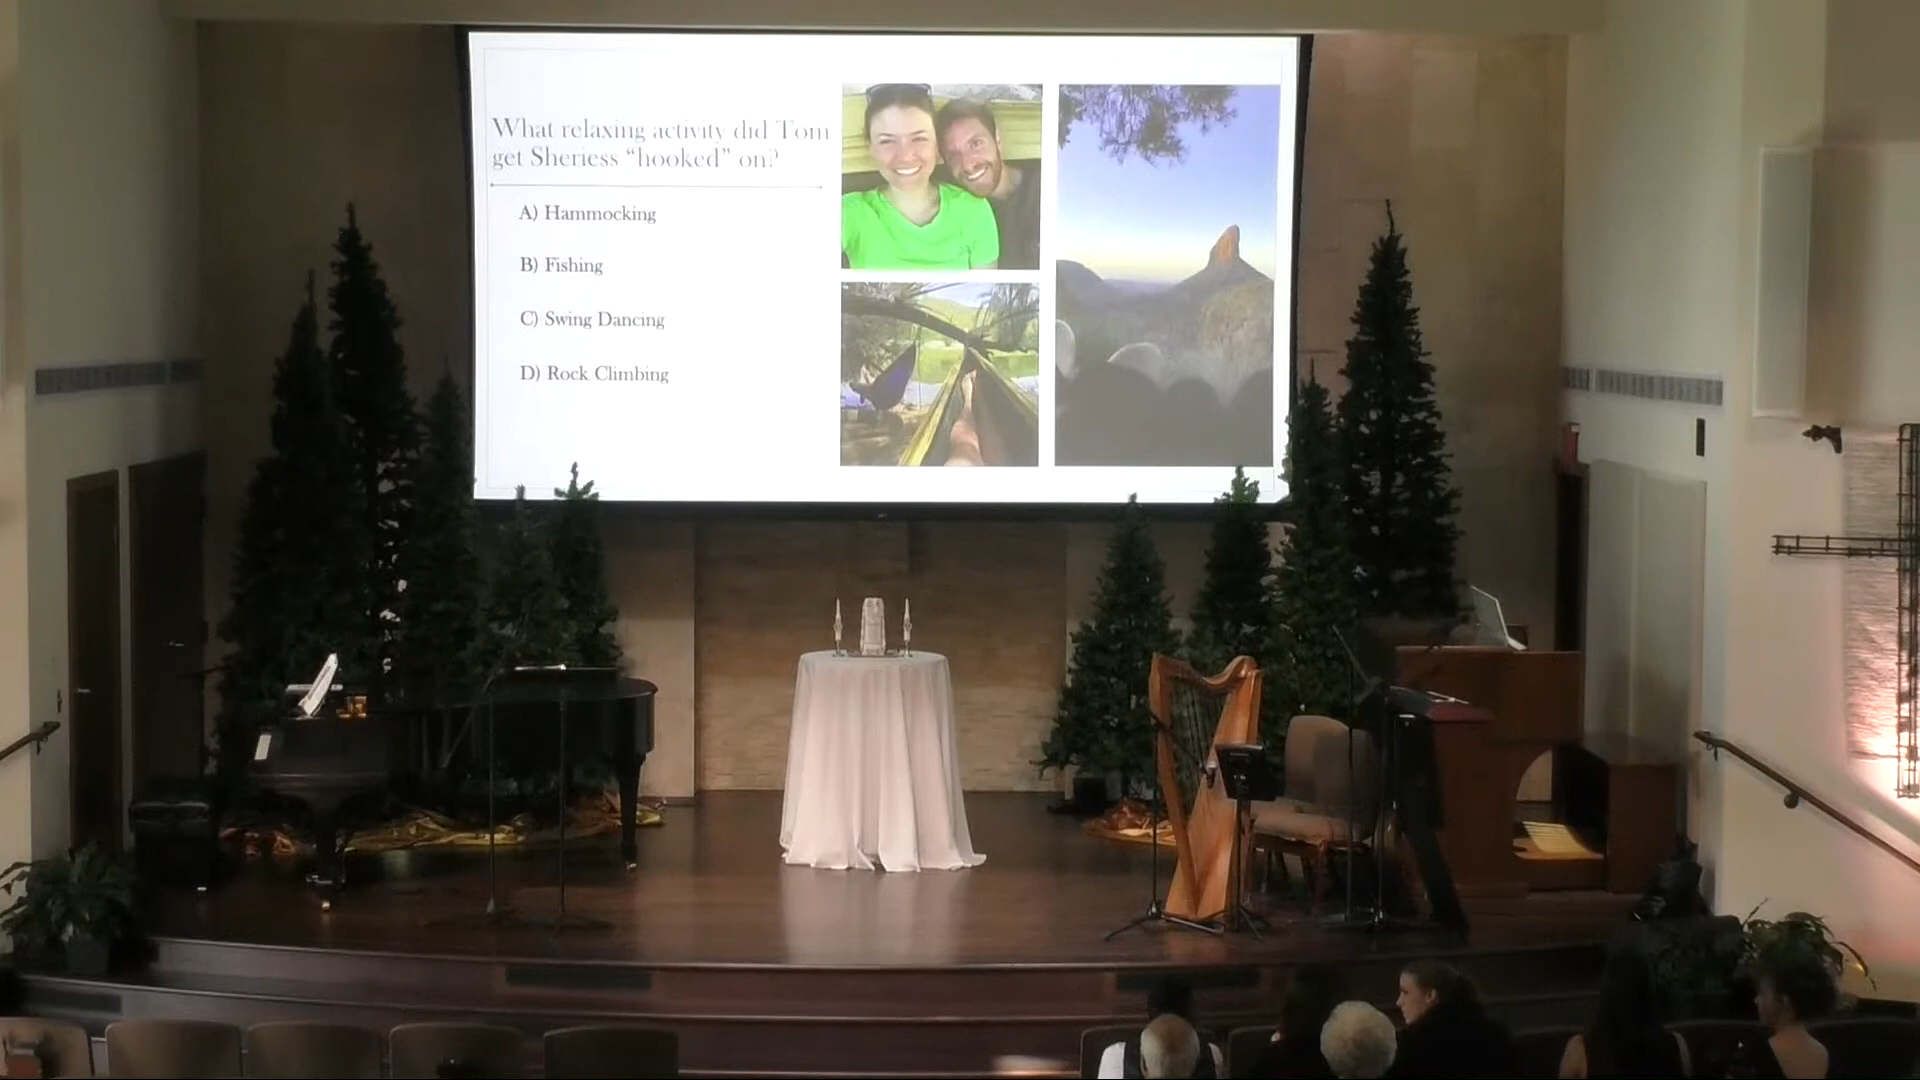 What relaxing activity did Tom
get Sheriess “hooked” on?
A) Hammocking
B) Fishing
C) Swing Dancing
D) Rock Climbing